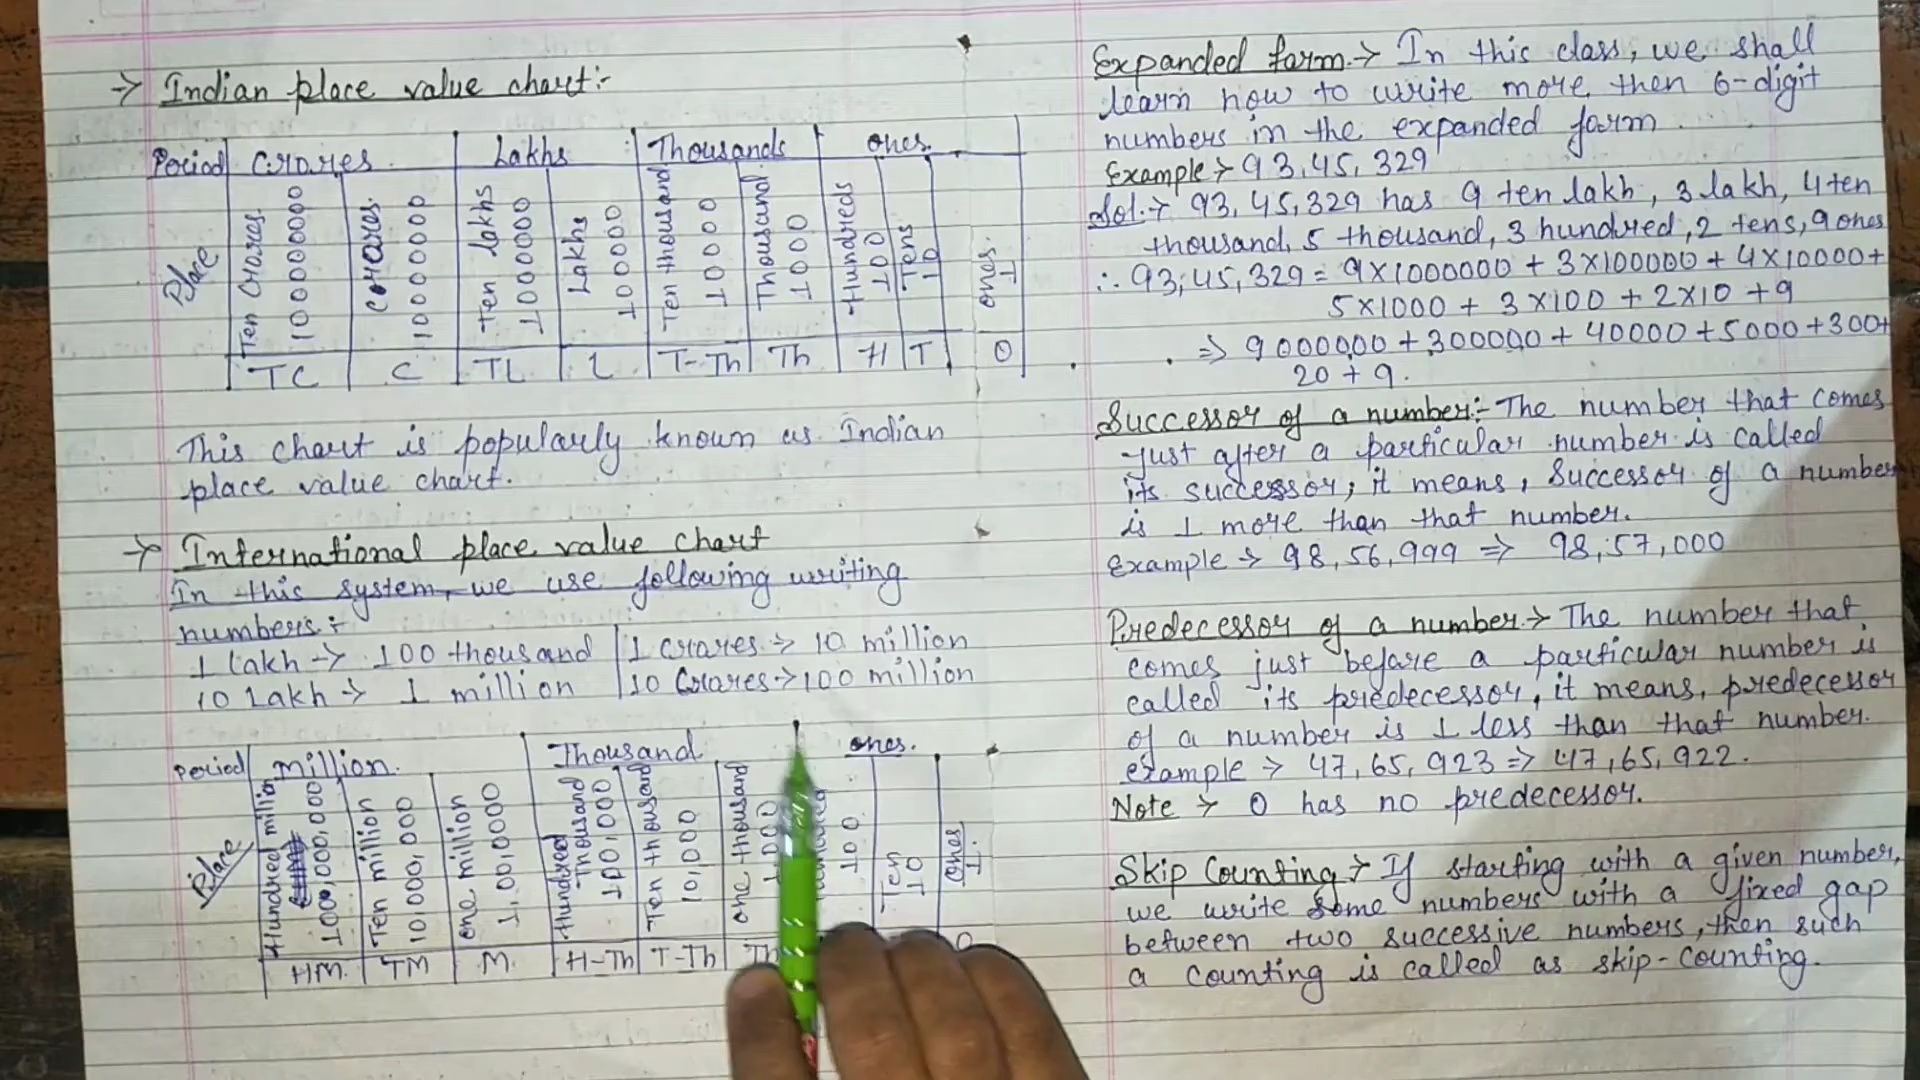 → Indian place value chart:-
Period Crores Lakhs Thousands ones.
Place
Ten Crores 100000000
Crores 10000000
Ten lakhs 1000000
Lakhs 100000
Ten thousand 10000
Thousand 1000
Hundreds 100
Tens 10
ones. 1
TC C TL L T-Th Th H T O
This chart is popularly known as Indian
place value chart.
→ International place value chart
In this system, we use following writing
numbers:-
1 lakh → 100 thousand 1 crores → 10 million
10 Lakh → 1 million 10 Crores → 100 million
Period million. Thousand ones.
Place
Hundred million 100,000,000
Ten million 10,000,000
one million 1,00,0000
Hundred Thousand 100,000
Ten thousand 10,000
one thousand 1000
100
Ten 10
ones 1.
HM. TM M. H-Th T-Th Th O
Expanded form → In this class, we shall
learn how to write more then 6-digit
numbers in the expanded form.
Example → 93,45,329
Sol. → 93,45,329 has 9 ten lakh, 3 lakh, 4 ten
thousand, 5 thousand, 3 hundred, 2 tens, 9 ones
∴ 93,45,329 = 9×1000000 + 3×100000 + 4×10000+
5×1000 + 3×100 + 2×10 + 9
⇒ 9000000 + 300000 + 40000 + 5000 + 300+
20 + 9.
Successor of a number:- The number that comes
just after a particular number is called
its successor, it means, Successor of a number
is 1 more than that number.
Example → 98,56,999 ⇒ 98,57,000
Predecessor of a number → The number that
comes just before a particular number is
called its predecessor, it means, predecessor
of a number is 1 less than that number.
example → 47,65,923 ⇒ 47,65,922.
Note → 0 has no predecessor.
Skip Counting → If starting with a given number,
we write some numbers with a fixed gap
between two successive numbers, then such
a counting is called as skip-counting.